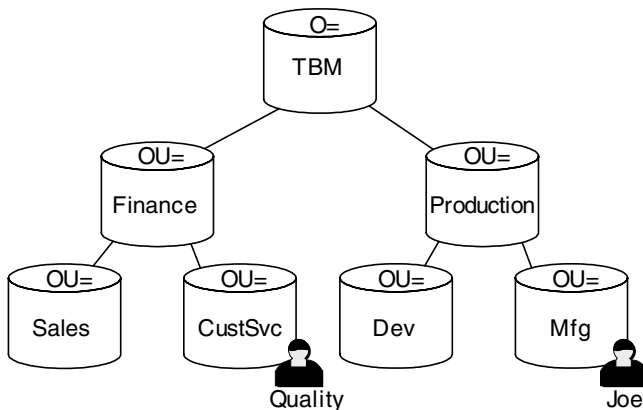 O=
TBM
OU=
Finance
OU=
Production
OU=
Sales
OU=
CustSvc
OU=
Dev
OU=
Mfg
Quality
Joe